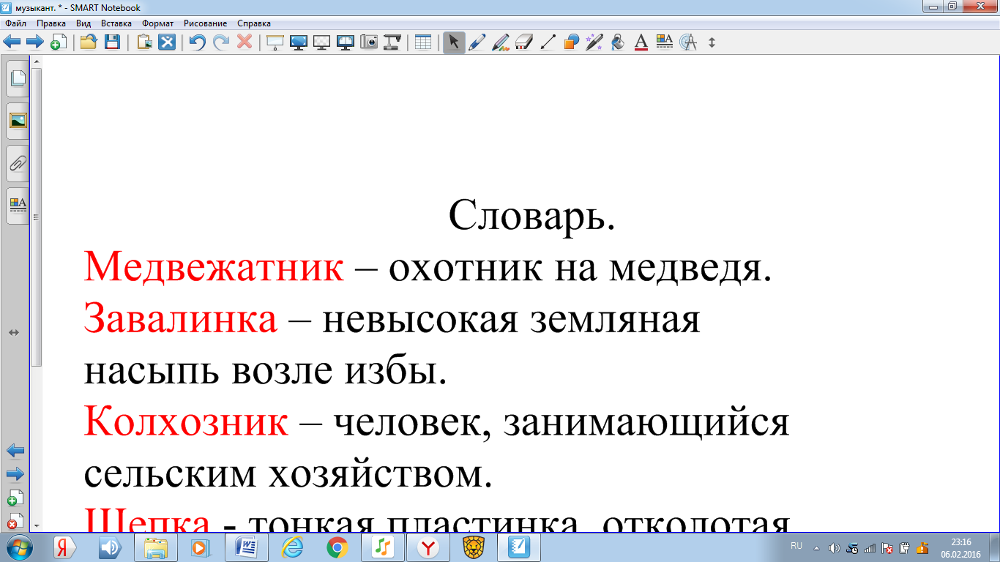 музыкант. * - SMART Notebook
Файл Правка Вид Вставка Формат Рисование Справка
Словарь.
Медвежатник – охотник на медведя.
Завалинка – невысокая земляная
насыпь возле избы.
Колхозник – человек, занимающийся
сельским хозяйством.
Щепка - тонкая пластинка, отколотая
RU
23:16
06.02.2016